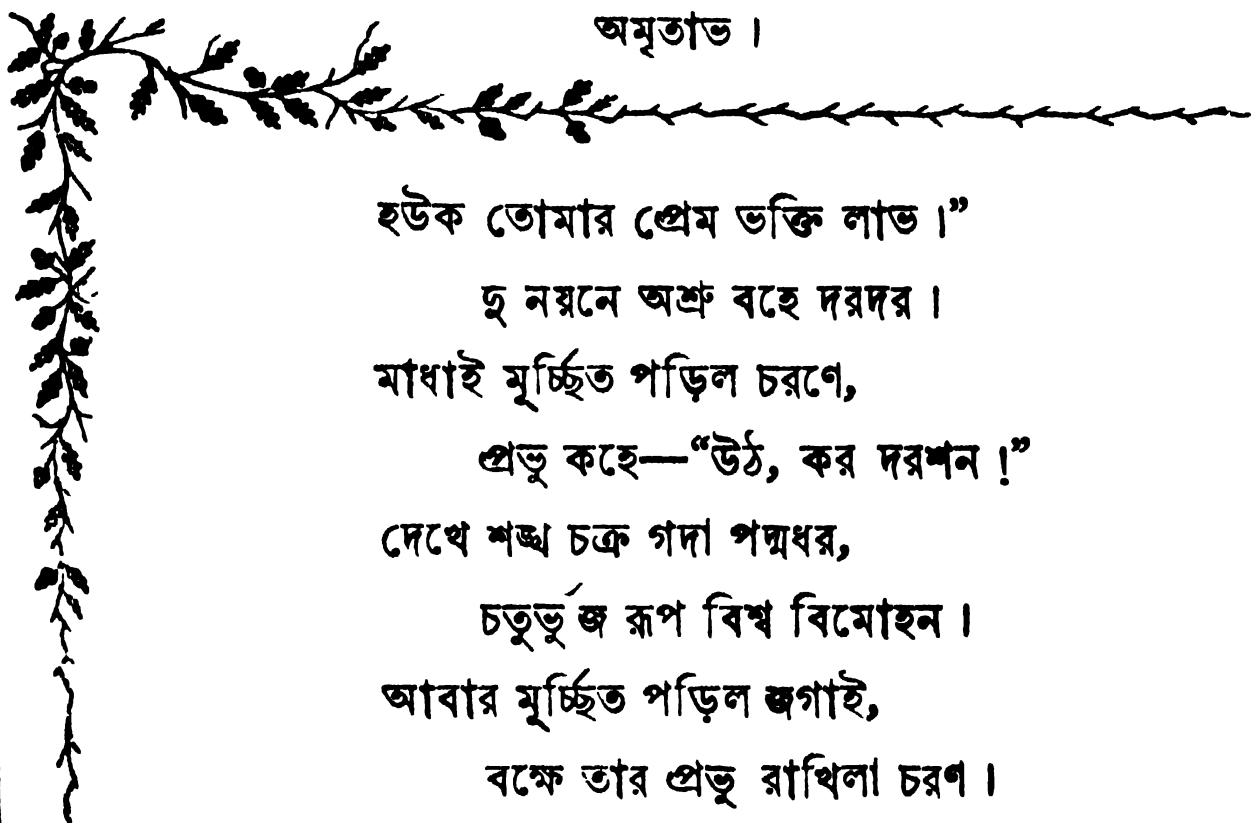 অমৃতাভ।
হউক তোমার প্রেম ভক্তি লাভ।”
দু নয়নে অশ্রু বহে দরদর।
মাধাই মূর্চ্ছিত পড়িল চরণে,
প্রভু কহে—“উঠ, কর দরশন!”
দেখে শঙ্খ চক্র গদা পদ্মধর,
চতুর্ভুজ রূপ বিশ্ব বিমোহন।
আবার মূর্চ্ছিত পড়িল জগাই,
বক্ষে তার প্রভু রাখিলা চরণ।